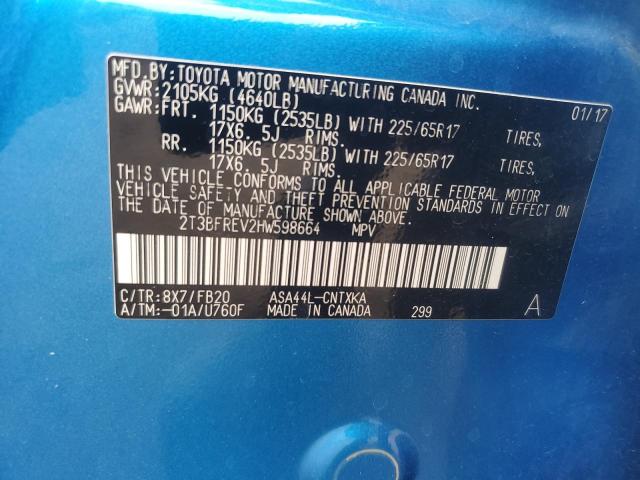 MFD.BY:TOYOTA MOTOR MANUFACTURING CANADA INC.
GVWR:2105KG (4640LB) 01/17
GAWR:FRT. 1150KG (2535LB) WITH 225/65R17 TIRES,
17X6. 5J RIMS.
RR. 1150KG (2535LB) WITH 225/65R17 TIRES,
17X6. 5J RIMS.
THIS VEHICLE CONFORMS TO ALL APPLICABLE FEDERAL MOTOR
VEHICLE SAFETY AND THEFT PREVENTION STANDARDS IN EFFECT ON
THE DATE OF MANUFACTURE SHOWN ABOVE.
2T3BFREV2HW598664 MPV
C/TR:8X7/FB20 ASA44L-CNTXKA
A/TM:-01A/U760F MADE IN CANADA 299 A